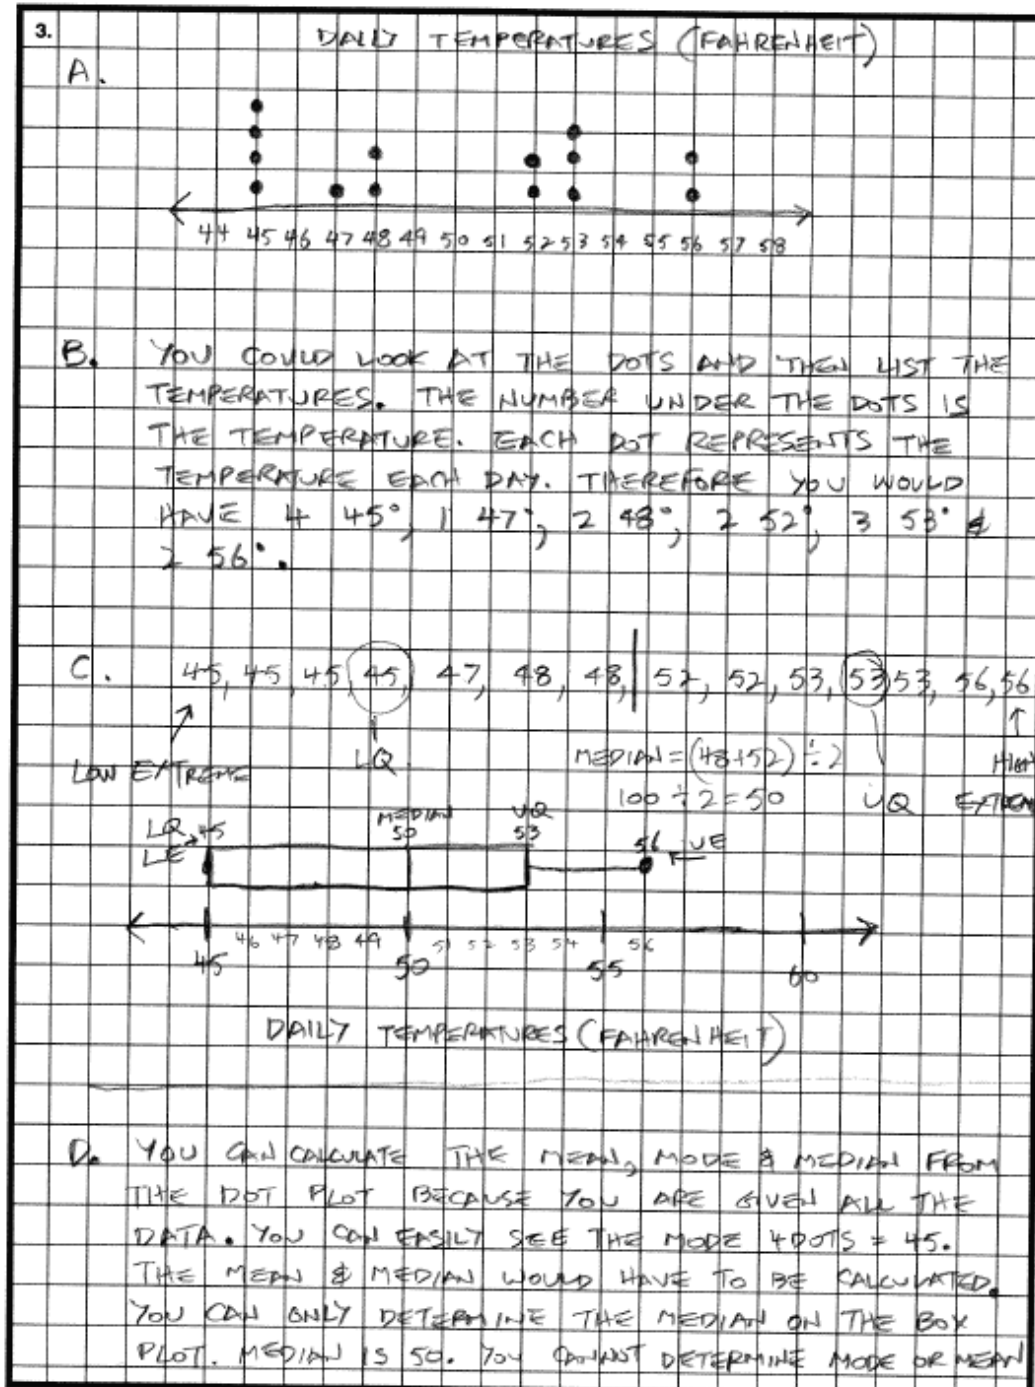 3.
DAILY TEMPERATURES (FAHRENHEIT)
A.
44 45 46 47 48 49 50 51 52 53 54 55 56 57 58
B. YOU COULD LOOK AT THE DOTS AND THEN LIST THE
TEMPERATURES. THE NUMBER UNDER THE DOTS IS
THE TEMPERATURE. EACH DOT REPRESENTS THE
TEMPERATURE EACH DAY. THEREFORE YOU WOULD
HAVE 4 45°, 1 47°, 2 48°, 2 52°, 3 53° &
2 56°.
C. 45, 45, 45, 45, 47, 48, 48, 52, 52, 53, 53 53, 56, 56
LOW EXTREME LQ MEDIAN = (48+52) ÷ 2 HIGH
100 ÷ 2 = 50 UQ EXTREM
LQ 45 MEDIAN UQ
LE 50 53 56 UE
46 47 48 49 51 52 53 54 56
45 50 55 60
DAILY TEMPERATURES (FAHRENHEIT)
D. YOU CAN CALCULATE THE MEAN, MODE & MEDIAN FROM
THE DOT PLOT BECAUSE YOU ARE GIVEN ALL THE
DATA. YOU CAN EASILY SEE THE MODE 4 DOTS = 45.
THE MEAN & MEDIAN WOULD HAVE TO BE CALCULATED.
YOU CAN ONLY DETERMINE THE MEDIAN ON THE BOX
PLOT. MEDIAN IS 50. YOU CANNOT DETERMINE MODE OR MEAN